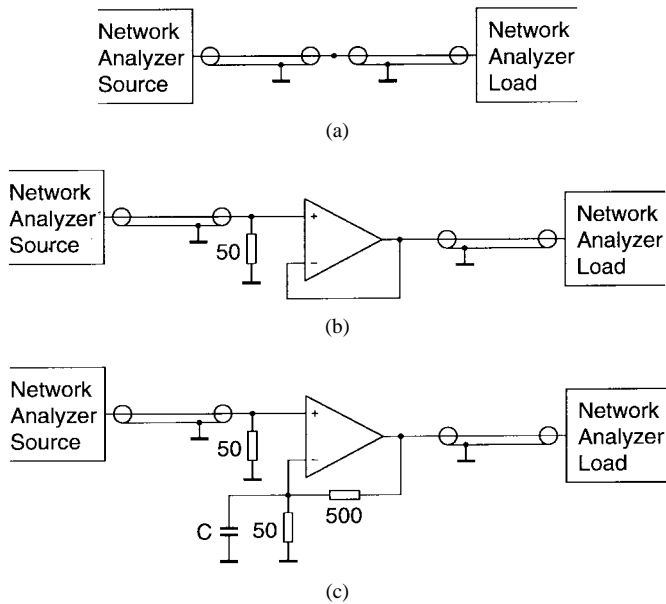 Network
Analyzer
Source
Network
Analyzer
Load
(a)
Network
Analyzer
Source
+
50
−
Network
Analyzer
Load
(b)
Network
Analyzer
Source
+
50
−
Network
Analyzer
Load
C
50
500
(c)